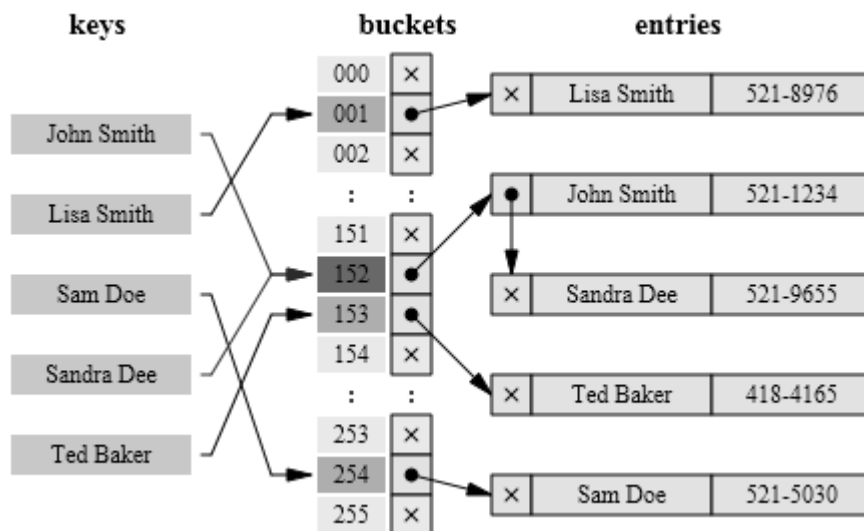 keys
buckets
entries
John Smith
Lisa Smith
Sam Doe
Sandra Dee
Ted Baker
000 ×
001
002 ×
: :
151 ×
152
153
154 ×
: :
253 ×
254
255 ×
× Lisa Smith 521-8976
John Smith 521-1234
× Sandra Dee 521-9655
× Ted Baker 418-4165
× Sam Doe 521-5030